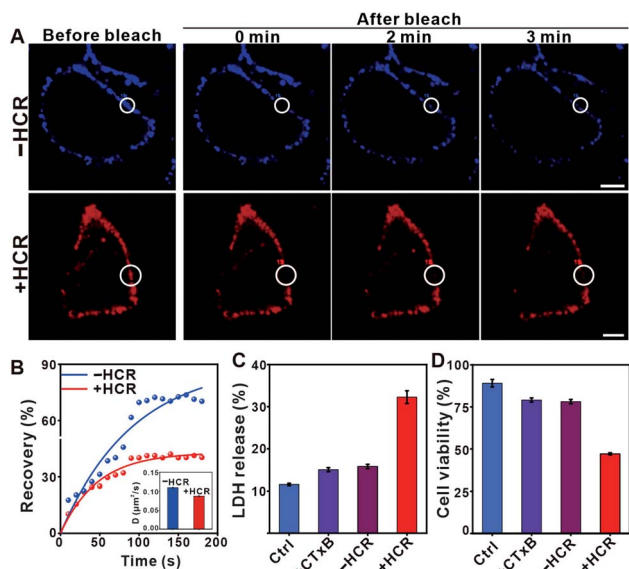 After bleach
A Before bleach 0 min 2 min 3 min
−HCR
+HCR
B
−HCR
+HCR
Recovery (%)
90
60
30
0
0 50 100 150 200
Time (s)
D (μm²/s)
0.15
0.10
0.05
0.00
−HCR
+HCR
C
LDH release (%)
40
30
20
10
Ctrl
CTxB
−HCR
+HCR
D
Cell viability (%)
100
75
50
25
0
Ctrl
CTxB
−HCR
+HCR